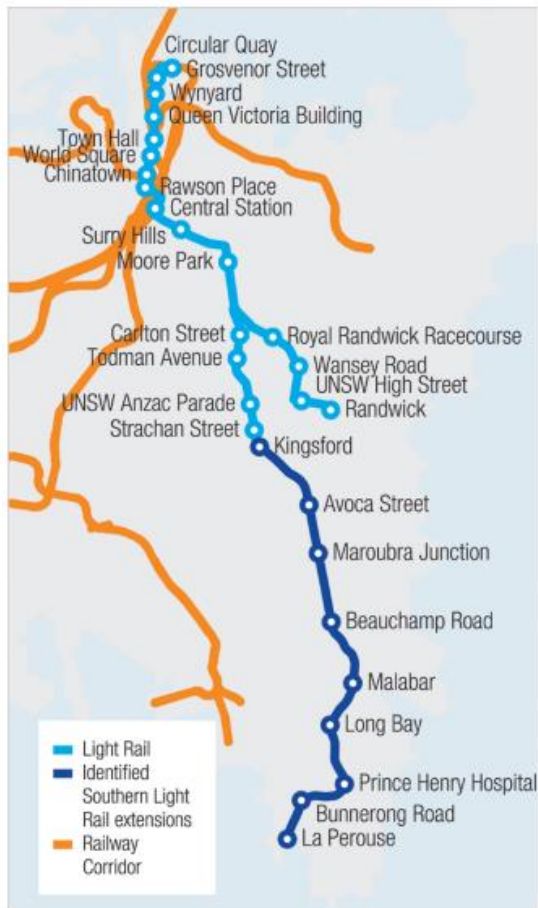 Circular Quay
Grosvenor Street
Wynyard
Queen Victoria Building
Town Hall
World Square
Chinatown
Rawson Place
Central Station
Surry Hills
Moore Park
Carlton Street
Royal Randwick Racecourse
Todman Avenue
Wansey Road
UNSW High Street
UNSW Anzac Parade
Randwick
Strachan Street
Kingsford
Avoca Street
Maroubra Junction
Beauchamp Road
Malabar
Long Bay
Prince Henry Hospital
Bunnerong Road
La Perouse
Light Rail
Identified
Southern Light
Rail extensions
Railway
Corridor